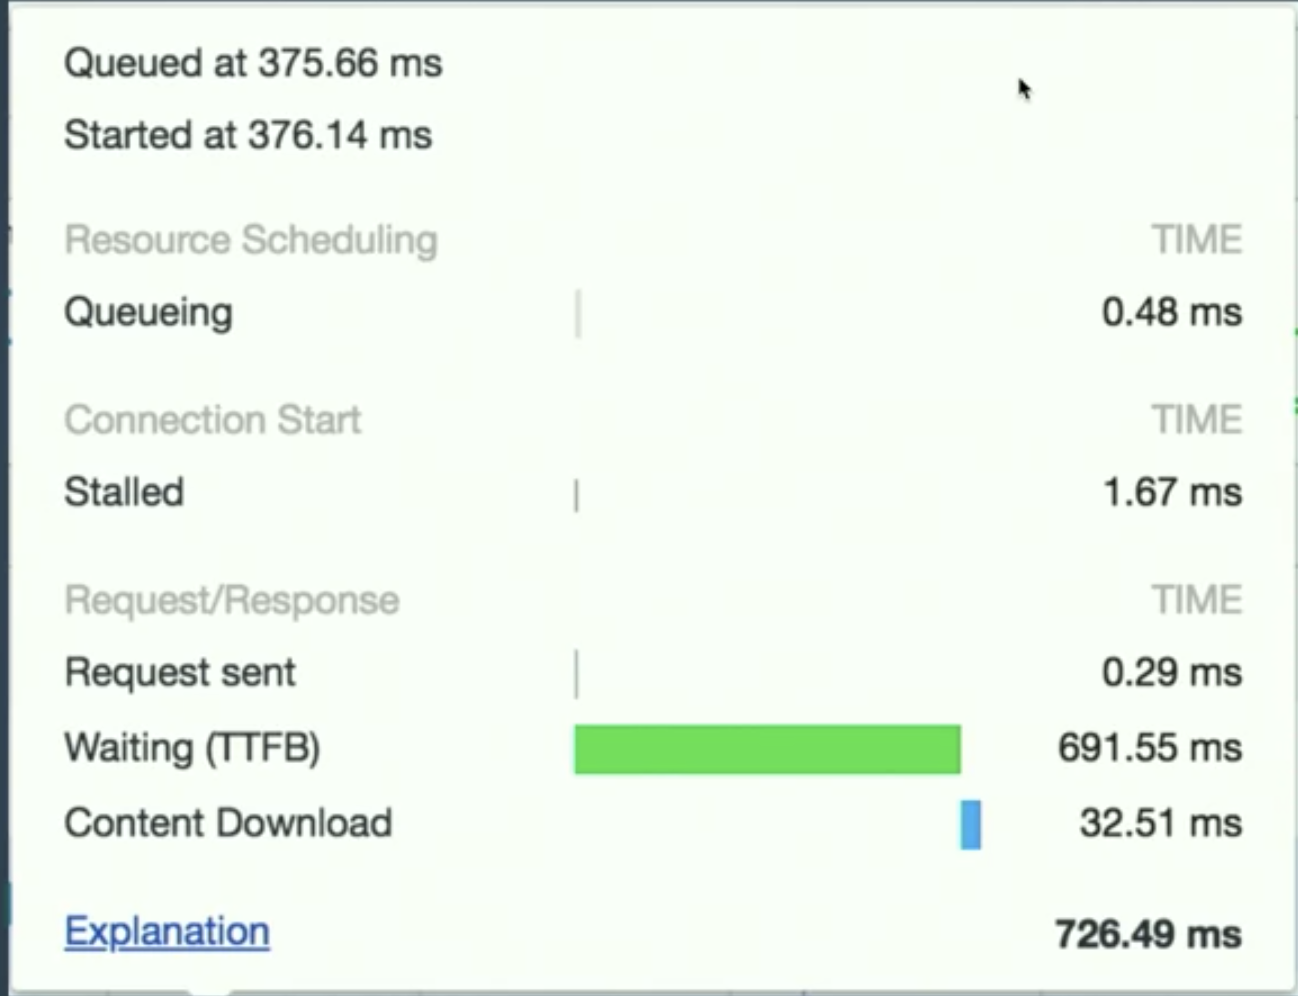 Queued at 375.66 ms
Started at 376.14 ms
Resource Scheduling TIME
Queueing 0.48 ms
Connection Start TIME
Stalled 1.67 ms
Request/Response TIME
Request sent 0.29 ms
Waiting (TTFB) 691.55 ms
Content Download 32.51 ms
Explanation 726.49 ms